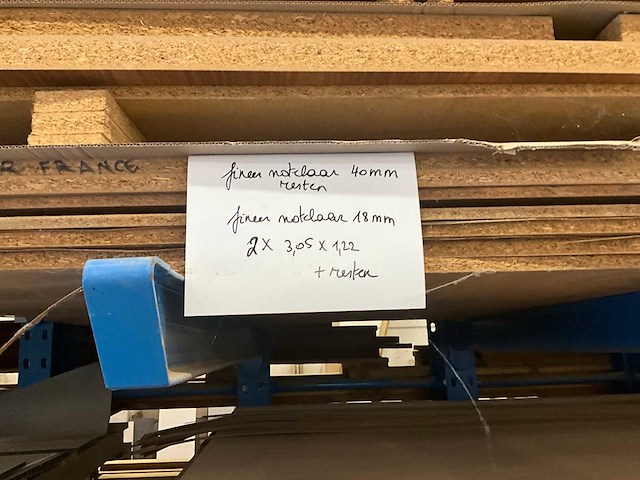 R FRANCE
fineer notelaar 40mm
resten
fineer notelaar 18mm
2x 3,05 x 1,22
+ resten